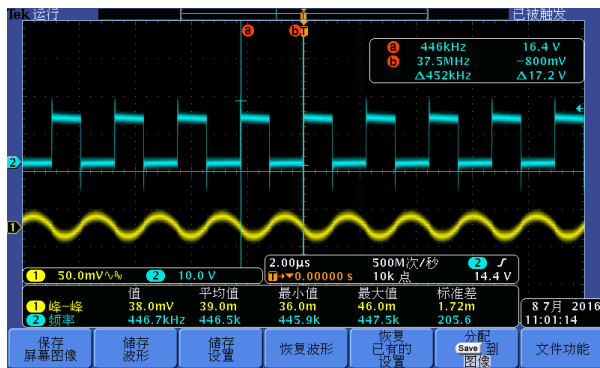 Tek 运行 已被触发
a b T
a 446kHz 16.4 V
b 37.5MHz -800mV
Δ452kHz Δ17.2 V
2
1
1 50.0mV 2 10.0 V
2.00μs 500M次/秒 2
T→▼0.00000 s 10k 点 14.4 V
值 平均值 最小值 最大值 标准差
1 峰–峰 38.0mV 39.0m 36.0m 46.0m 1.72m
2 频率 446.7kHz 446.5k 445.9k 447.5k 205.6
8 7月 2016
11:01:14
保存
屏幕图像
储存
波形
储存
设置
恢复波形
恢复
已有的
设置
分配
Save 到
图像
文件功能